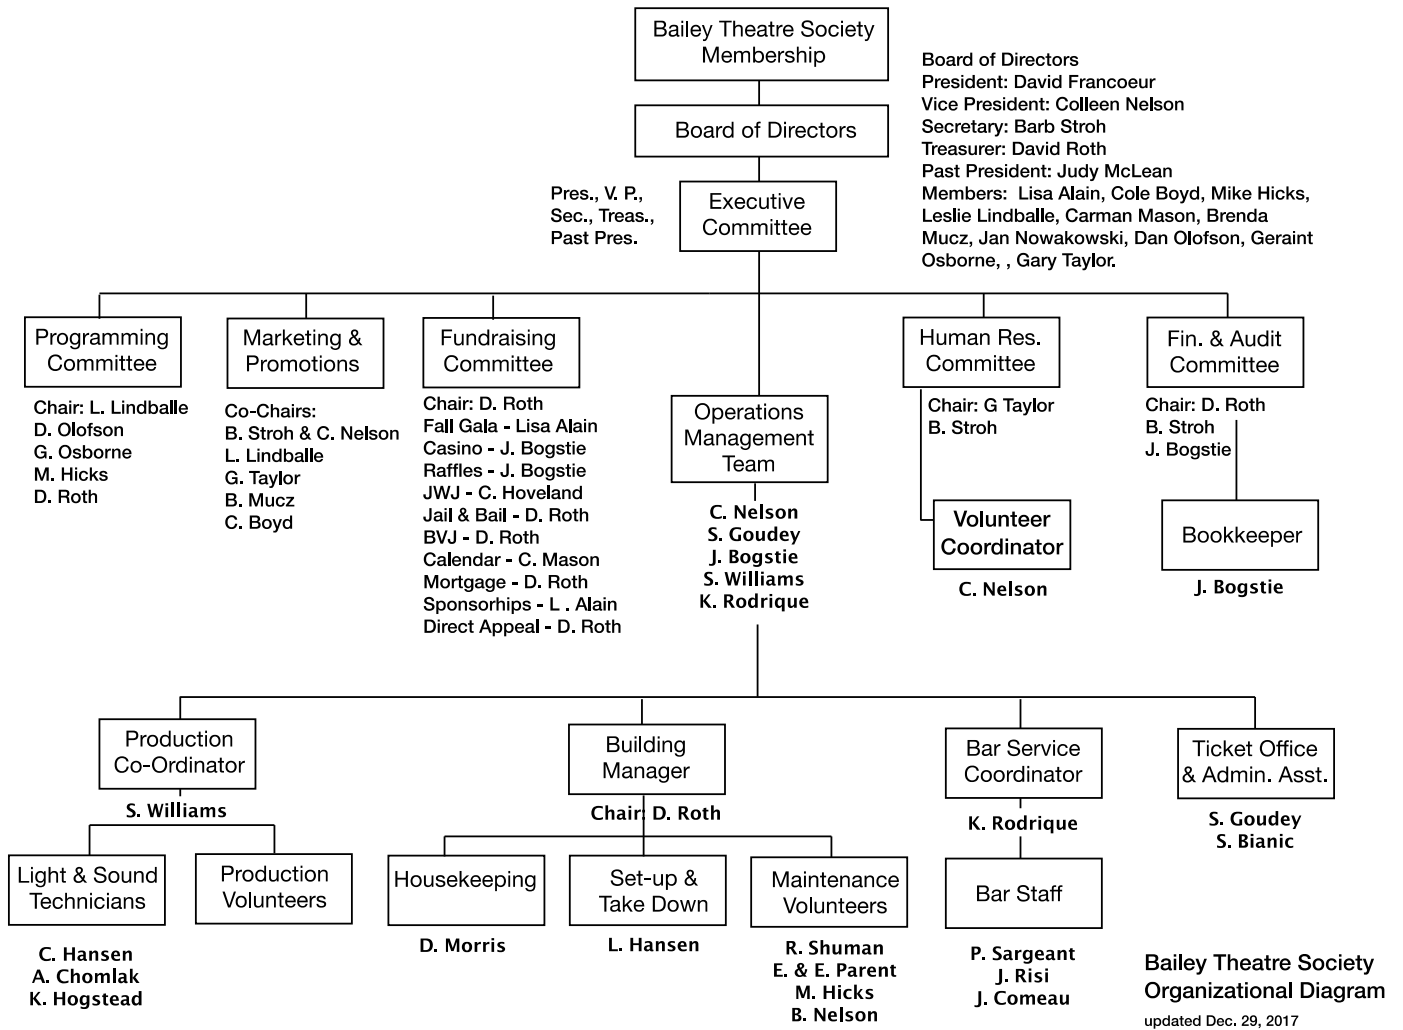 Bailey Theatre Society
Membership
Board of Directors
President: David Francoeur
Vice President: Colleen Nelson
Secretary: Barb Stroh
Treasurer: David Roth
Past President: Judy McLean
Members:  Lisa Alain, Cole Boyd, Mike Hicks,
Leslie Lindballe, Carman Mason, Brenda
Mucz, Jan Nowakowski, Dan Olofson, Geraint
Osborne, , Gary Taylor.
Board of Directors
Pres., V. P.,
Sec., Treas.,
Past Pres.
Executive
Committee
Programming
Committee
Chair: L. Lindballe
D. Olofson
G. Osborne
M. Hicks
D. Roth
Marketing &
Promotions
Co-Chairs:
B. Stroh & C. Nelson
L. Lindballe
G. Taylor
B. Mucz
C. Boyd
Fundraising
Committee
Chair: D. Roth
Fall Gala - Lisa Alain
Casino - J. Bogstie
Raffles - J. Bogstie
JWJ - C. Hoveland
Jail & Bail - D. Roth
BVJ - D. Roth
Calendar - C. Mason
Mortgage - D. Roth
Sponsorhips - L . Alain
Direct Appeal - D. Roth
Operations
Management
Team
C. Nelson
S. Goudey
J. Bogstie
S. Williams
K. Rodrique
Human Res.
Committee
Chair: G Taylor
B. Stroh
Volunteer
Coordinator
C. Nelson
Fin. & Audit
Committee
Chair: D. Roth
B. Stroh
J. Bogstie
Bookkeeper
J. Bogstie
Production
Co-Ordinator
S. Williams
Light & Sound
Technicians
C. Hansen
A. Chomlak
K. Hogstead
Production
Volunteers
Building
Manager
Chair: D. Roth
Housekeeping
D. Morris
Set-up &
Take Down
L. Hansen
Maintenance
Volunteers
R. Shuman
E. & E. Parent
M. Hicks
B. Nelson
Bar Service
Coordinator
K. Rodrique
Bar Staff
P. Sargeant
J. Risi
J. Comeau
Ticket Office
& Admin. Asst.
S. Goudey
S. Bianic
Bailey Theatre Society
Organizational Diagram
updated Dec. 29, 2017